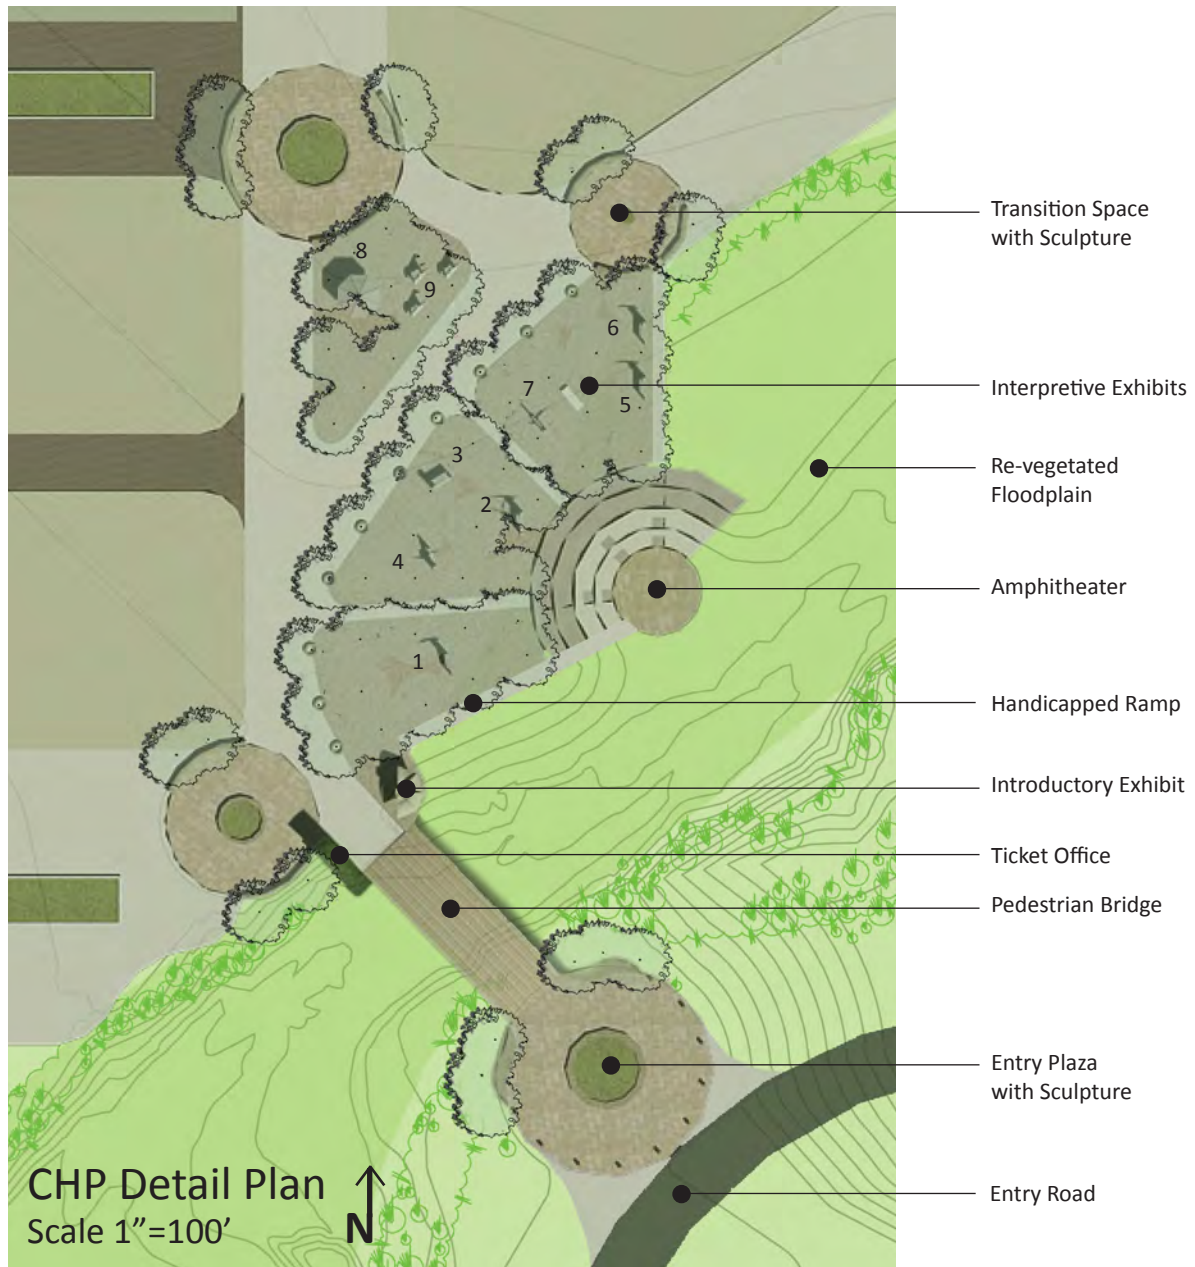 Transition Space
with Sculpture
8
9
6
Interpretive Exhibits
7
5
3
Re-vegetated
Floodplain
2
4
Amphitheater
1
Handicapped Ramp
Introductory Exhibit
Ticket Office
Pedestrian Bridge
Entry Plaza
with Sculpture
CHP Detail Plan
Scale 1”=100’
N
Entry Road